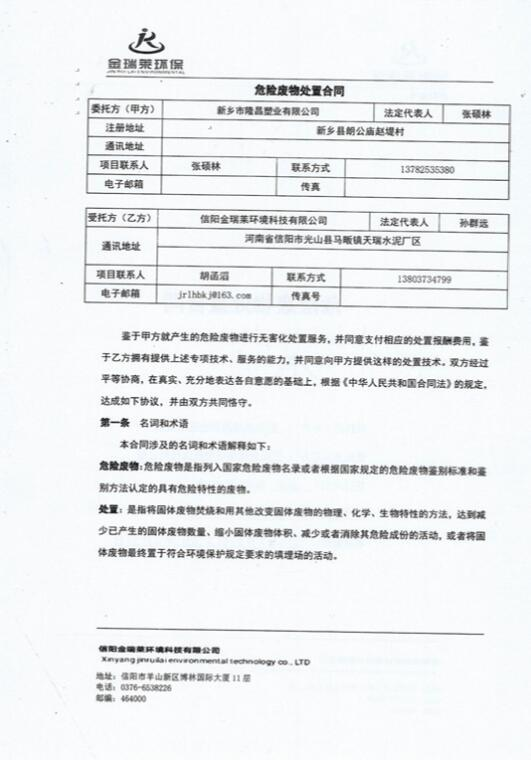 金瑞莱环保
JIN RUI LAI ENVIRONMENTAL
危险废物处置合同
委托方（甲方） 新乡市隆昌塑业有限公司 法定代表人 张硕林
注册地址 新乡县朗公庙赵堤村
通讯地址
项目联系人 张硕林 联系方式 13782535380
电子邮箱 传真
受托方（乙方） 信阳金瑞莱环境科技有限公司 法定代表人 孙群远
通讯地址 河南省信阳市光山县马畈镇天瑞水泥厂区
项目联系人 胡函滔 联系方式 13803734799
电子邮箱 jrlhbkj@163.com 传真号
鉴于甲方就产生的危险废物进行无害化处置服务，并同意支付相应的处置报酬费用，鉴
于乙方拥有提供上述专项技术、服务的能力，并同意向甲方提供这样的处置技术。双方经过
平等协商，在真实、充分地表达各自意愿的基础上，根据《中华人民共和国合同法》的规定，
达成如下协议，并由双方共同恪守。
第一条 名词和术语
本合同涉及的名词和术语解释如下：
危险废物：危险废物是指列入国家危险废物名录或者根据国家规定的危险废物鉴别标准和鉴
别方法认定的具有危险特性的废物。
处置：是指将固体废物焚烧和用其他改变固体废物的物理、化学、生物特性的方法，达到减
少已产生的固体废物数量、缩小固体废物体积、减少或者消除其危险成份的活动，或者将固
体废物最终置于符合环境保护规定要求的填埋场的活动。
信阳金瑞莱环境科技有限公司
Xinyang jinruilai environmental technology co., LTD
地址：信阳市羊山新区博林国际大厦 11 层
电话：0376-6538226
邮编：464000